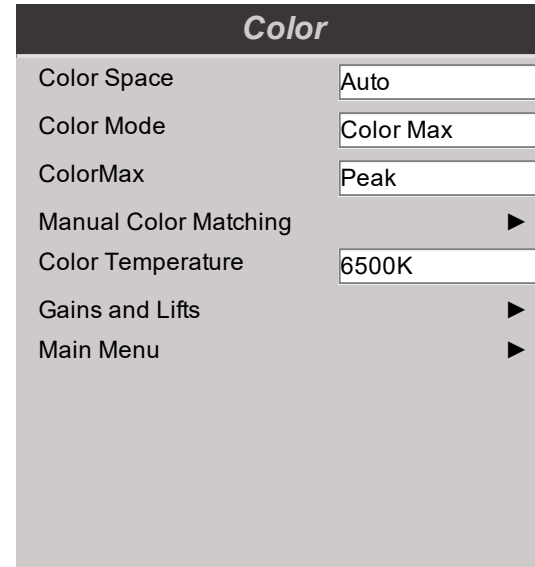 Color
Color Space Auto
Color Mode Color Max
ColorMax Peak
Manual Color Matching ►
Color Temperature 6500K
Gains and Lifts ►
Main Menu ►